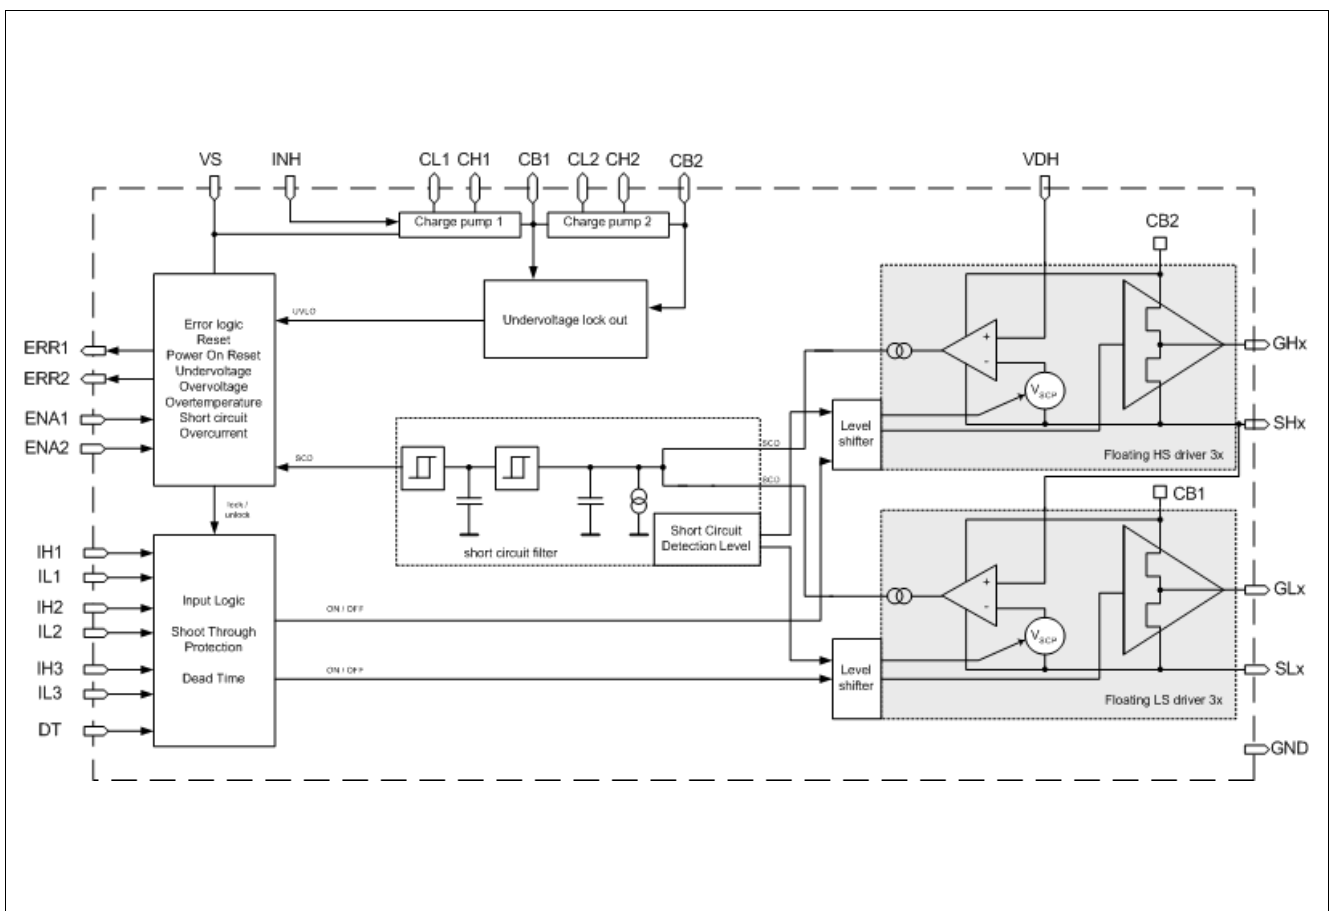 VS
INH
CL1
CH1
CB1
CL2
CH2
CB2
VDH
Charge pump 1
Charge pump 2
CB2
Error logic
Reset
Power On Reset
Undervoltage
Overvoltage
Overtemperature
Short circuit
Overcurrent
UVLO
Undervoltage lock out
ERR1
ERR2
ENA1
ENA2
+
-
VSCP
GHx
SHx
Level
shifter
Floating HS driver 3x
SCO
SCO
SCO
lock /
unlock
short circuit filter
Short Circuit
Detection Level
CB1
IH1
IL1
IH2
IL2
IH3
IL3
DT
Input Logic
Shoot Through
Protection
Dead Time
ON / OFF
ON / OFF
+
-
VSCP
GLx
SLx
Level
shifter
Floating LS driver 3x
GND